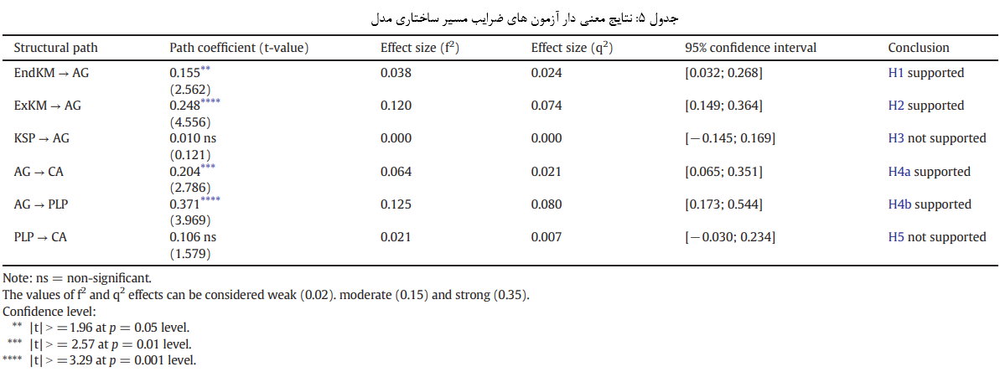 جدول ۵: نتایج معنی دار آزمون های ضرایب مسیر ساختاری مدل
Structural path Path coefficient (t-value) Effect size (f²) Effect size (q²) 95% confidence interval Conclusion
EndKM → AG 0.155** 0.038 0.024 [0.032; 0.268] H1 supported
(2.562)
ExKM → AG 0.248**** 0.120 0.074 [0.149; 0.364] H2 supported
(4.556)
KSP → AG 0.010 ns 0.000 0.000 [−0.145; 0.169] H3 not supported
(0.121)
AG → CA 0.204*** 0.064 0.021 [0.065; 0.351] H4a supported
(2.786)
AG → PLP 0.371**** 0.125 0.080 [0.173; 0.544] H4b supported
(3.969)
PLP → CA 0.106 ns 0.021 0.007 [−0.030; 0.234] H5 not supported
(1.579)
Note: ns = non-significant.
The values of f² and q² effects can be considered weak (0.02). moderate (0.15) and strong (0.35).
Confidence level:
** |t| > =1.96 at p = 0.05 level.
*** |t| > = 2.57 at p = 0.01 level.
**** |t| > =3.29 at p = 0.001 level.